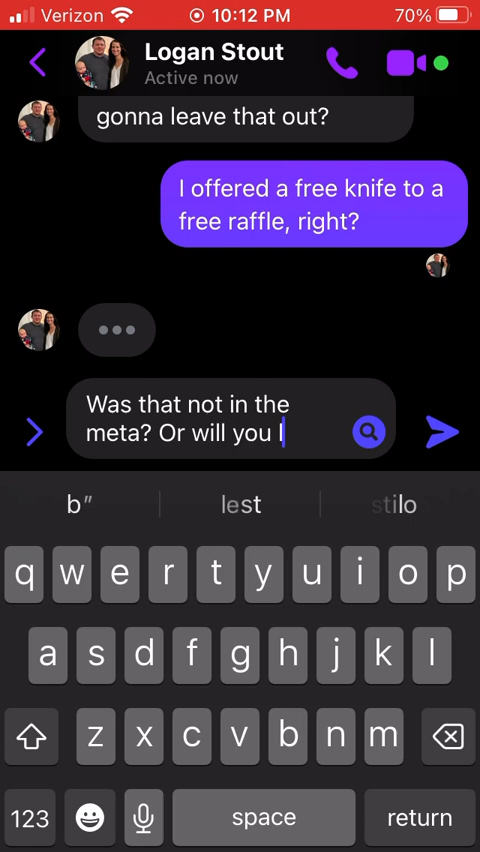 Verizon 10:12 PM 70%
Logan Stout
Active now
gonna leave that out?
I offered a free knife to a
free raffle, right?
Was that not in the
meta? Or will you l
b” lest stilo
q w e r t y u i o p
a s d f g h j k l
z x c v b n m
123 space return